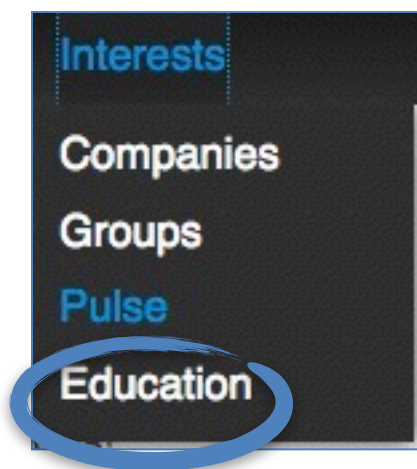 Interests
Companies
Groups
Pulse
Education